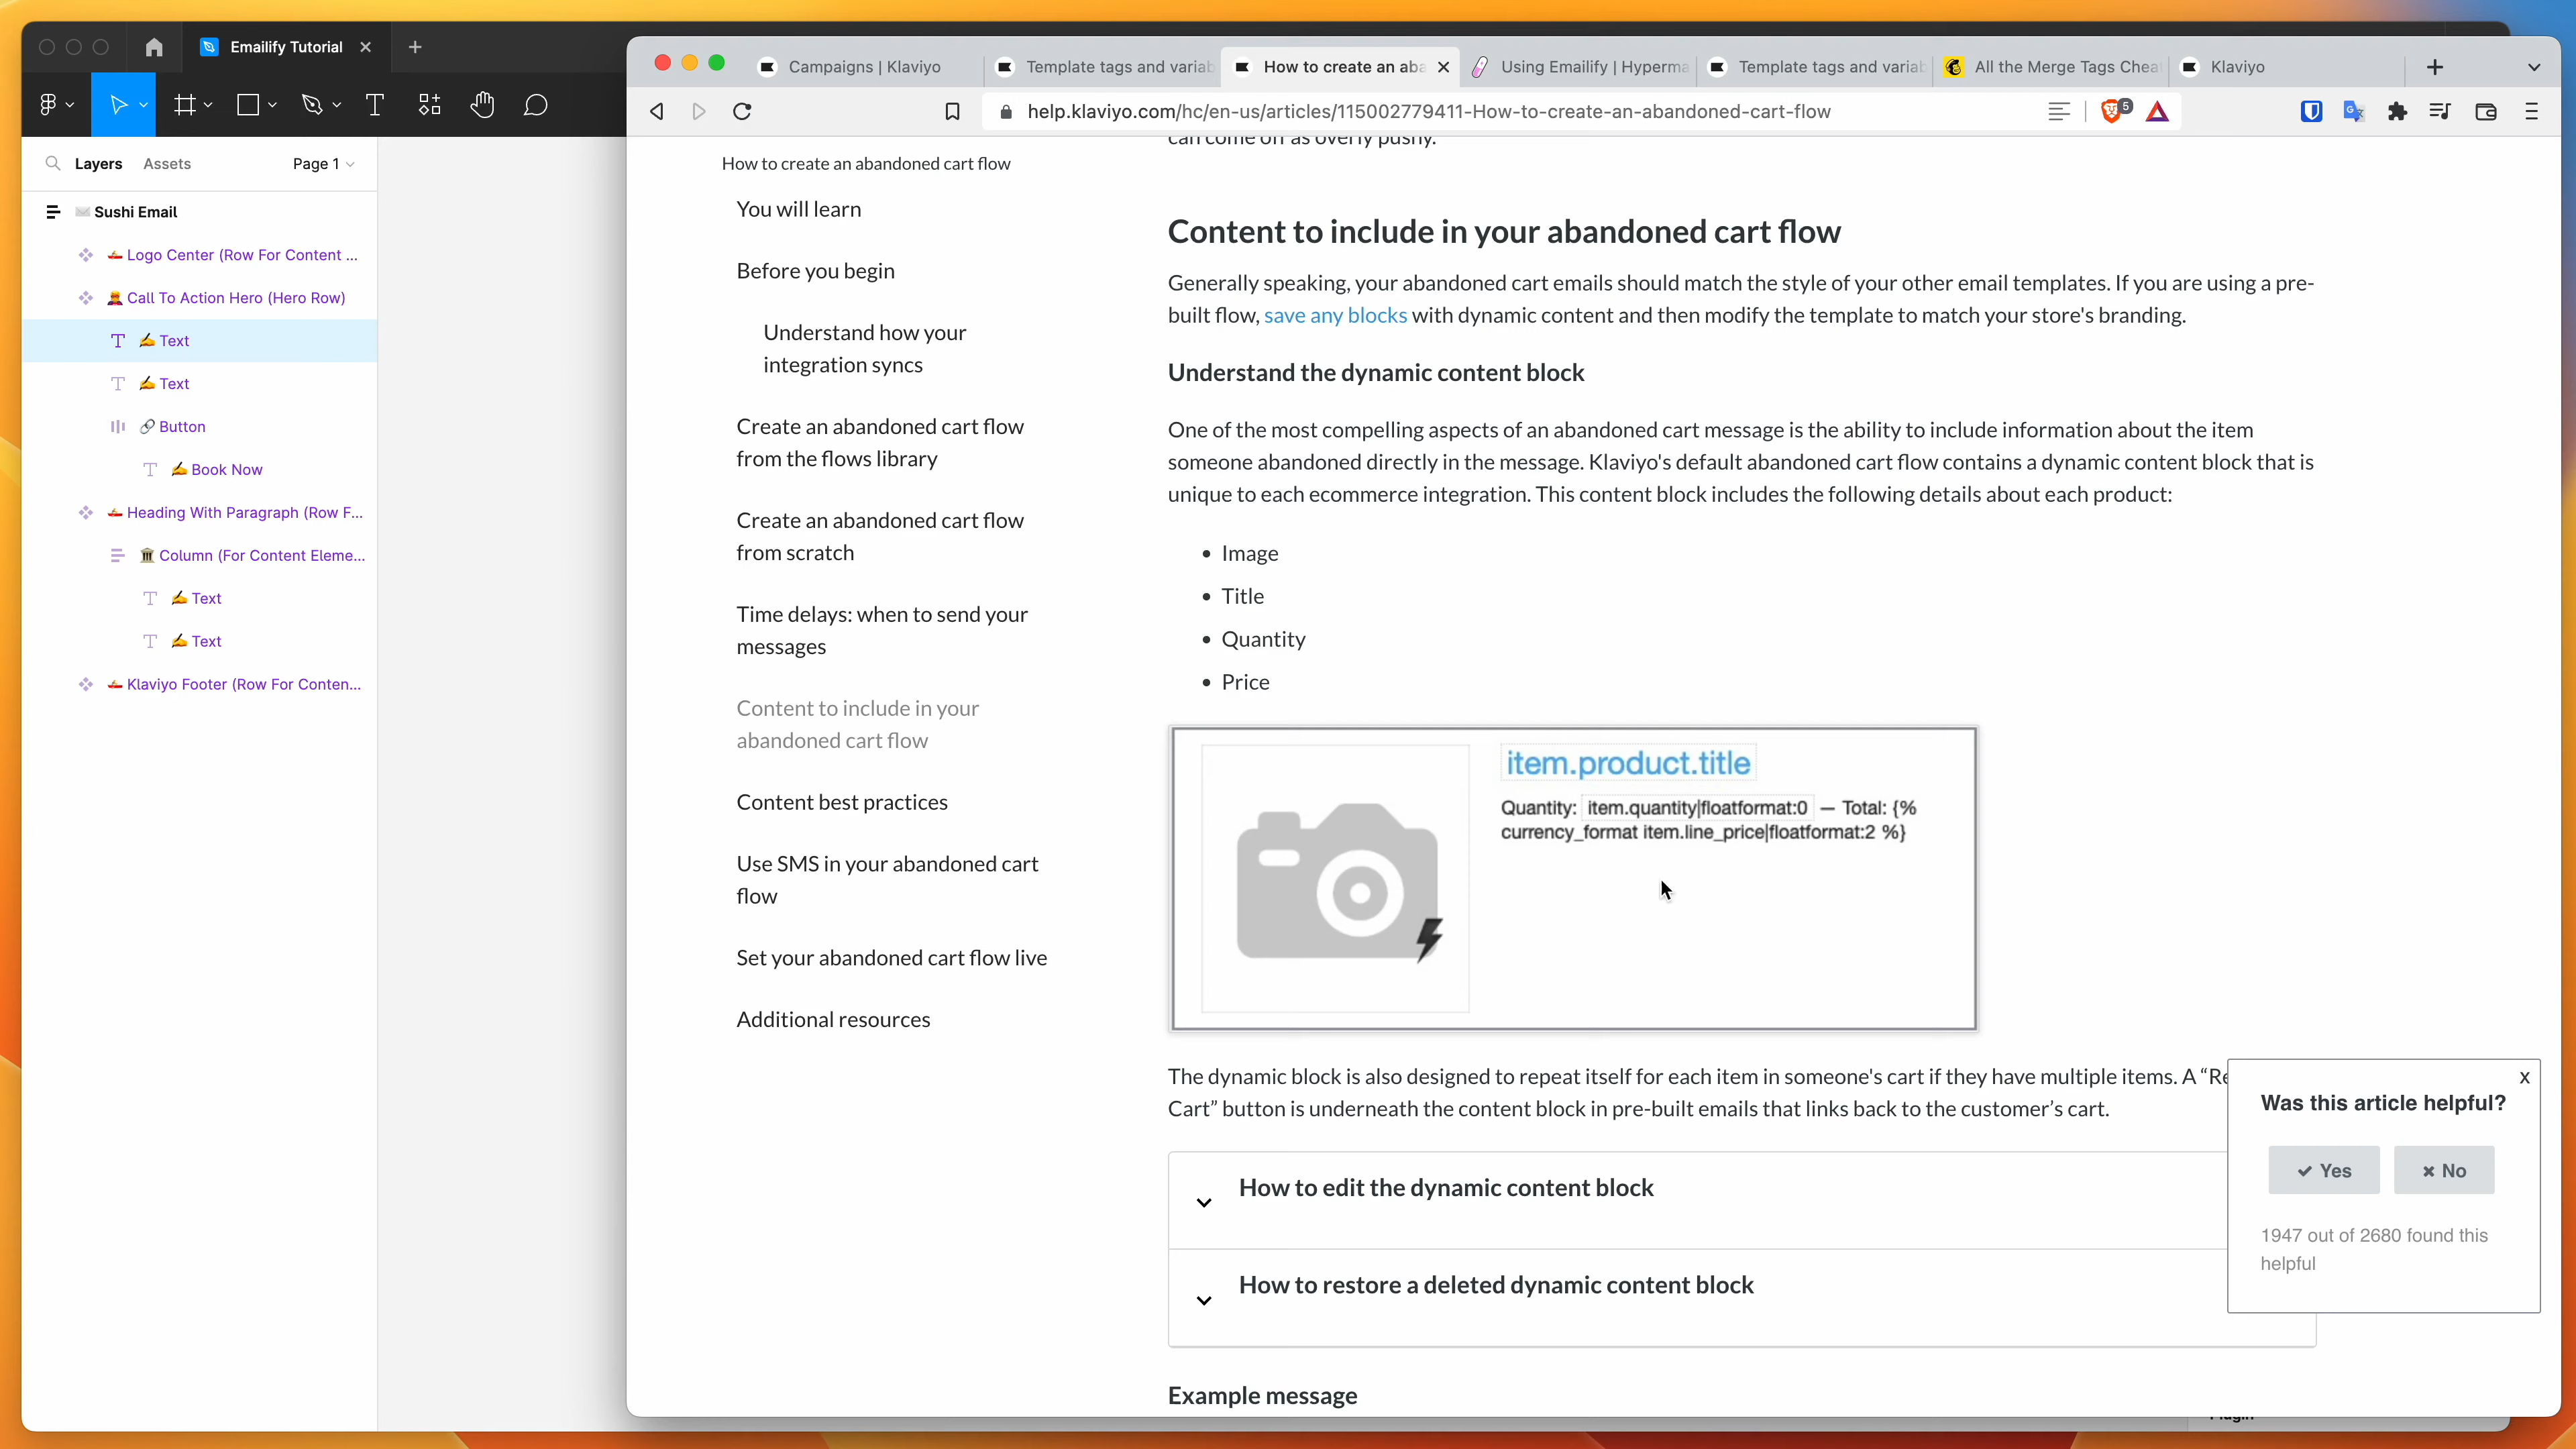 Emailify Tutorial
Layers
Assets
Page 1
Sushi Email
Logo Center (Row For Content ...
Call To Action Hero (Hero Row)
Text
Text
Button
Book Now
Heading With Paragraph (Row F...
Column (For Content Eleme...
Text
Text
Klaviyo Footer (Row For Conten...
Campaigns | Klaviyo
Template tags and variab
How to create an aba
Using Emailify | Hyperma
Template tags and variab
All the Merge Tags Chea
Klaviyo
help.klaviyo.com/hc/en-us/articles/115002779411-How-to-create-an-abandoned-cart-flow
5
How to create an abandoned cart flow
You will learn
Before you begin
Understand how your
integration syncs
Create an abandoned cart flow
from the flows library
Create an abandoned cart flow
from scratch
Time delays: when to send your
messages
Content to include in your
abandoned cart flow
Content best practices
Use SMS in your abandoned cart
flow
Set your abandoned cart flow live
Additional resources
can come off as overly pushy.
Content to include in your abandoned cart flow
Generally speaking, your abandoned cart emails should match the style of your other email templates. If you are using a pre-
built flow, save any blocks with dynamic content and then modify the template to match your store's branding.
Understand the dynamic content block
One of the most compelling aspects of an abandoned cart message is the ability to include information about the item
someone abandoned directly in the message. Klaviyo's default abandoned cart flow contains a dynamic content block that is
unique to each ecommerce integration. This content block includes the following details about each product:
• Image
• Title
• Quantity
• Price
item.product.title
Quantity: item.quantity|floatformat:0 — Total: {%
currency_format item.line_price|floatformat:2 %}
The dynamic block is also designed to repeat itself for each item in someone's cart if they have multiple items. A “Re
Cart” button is underneath the content block in pre-built emails that links back to the customer’s cart.
How to edit the dynamic content block
How to restore a deleted dynamic content block
Example message
x
Was this article helpful?
Yes
No
1947 out of 2680 found this
helpful
Plugin